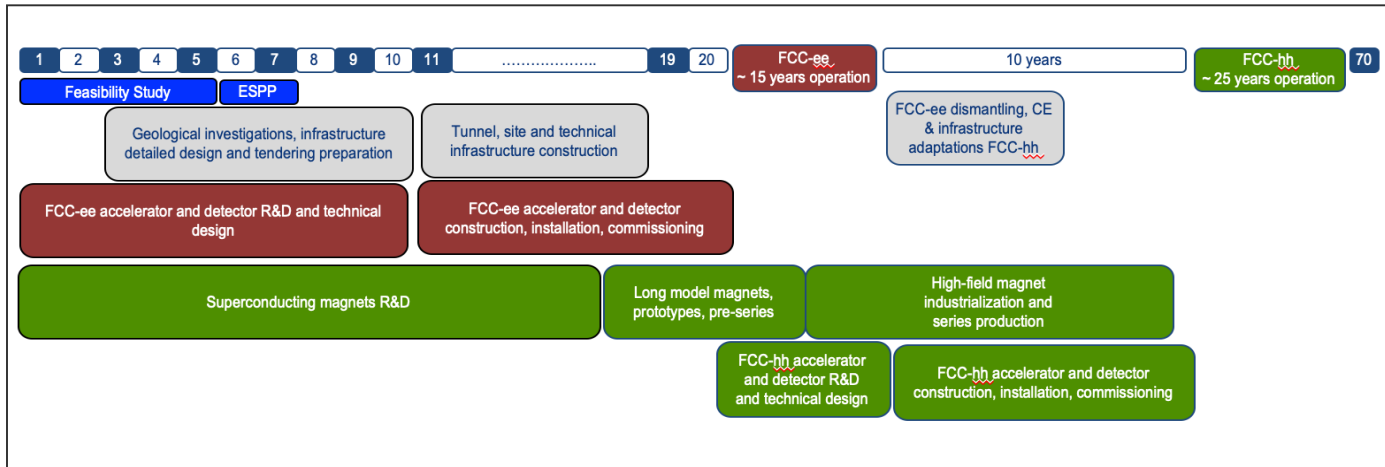 1 2 3 4 5 6 7 8 9 10 11 ...................... 19 20 FCC-ee 10 years FCC-hh 70
~ 15 years operation ~ 25 years operation
Feasibility Study ESPP
Geological investigations, infrastructure
detailed design and tendering preparation
Tunnel, site and technical
infrastructure construction
FCC-ee dismantling, CE
& infrastructure
adaptations FCC-hh
FCC-ee accelerator and detector R&D and technical
design
FCC-ee accelerator and detector
construction, installation, commissioning
Superconducting magnets R&D
Long model magnets,
prototypes, pre-series
High-field magnet
industrialization and
series production
FCC-hh accelerator
and detector R&D
and technical design
FCC-hh accelerator and detector
construction, installation, commissioning